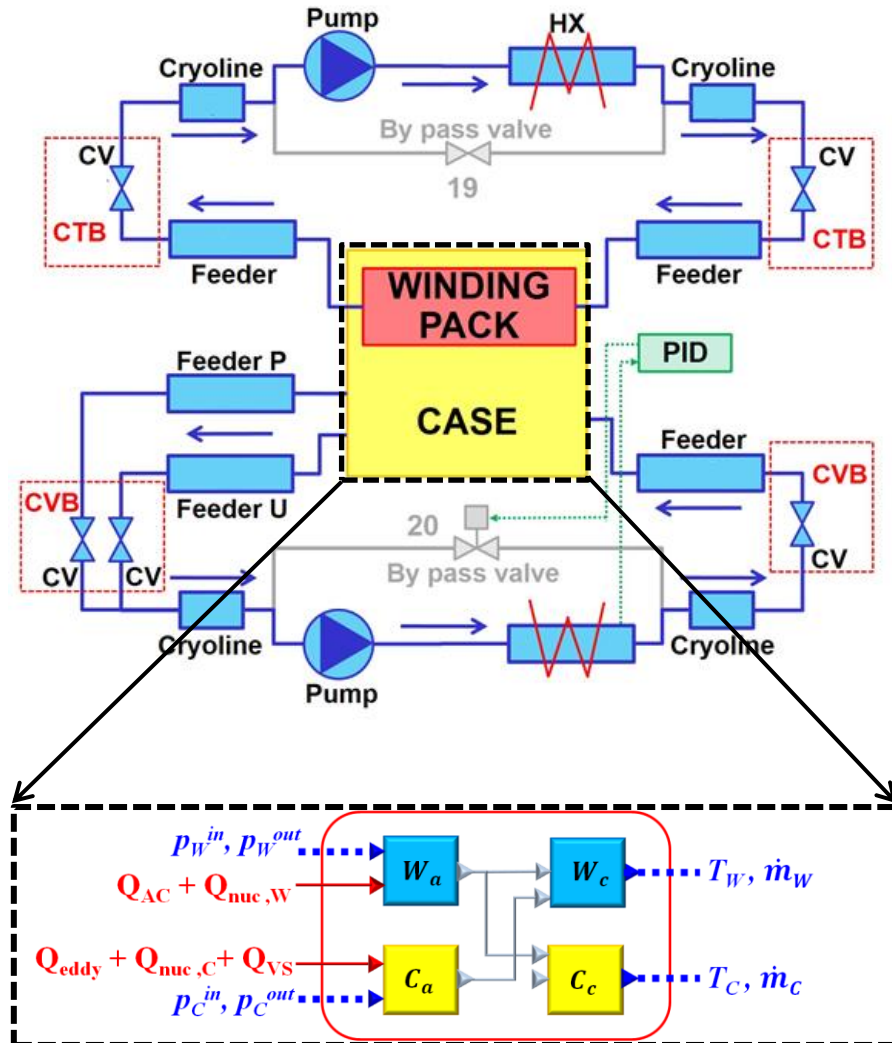 Pump
HX
Cryoline
Cryoline
By pass valve
CV
CV
19
CTB
CTB
Feeder
Feeder
WINDING
PACK
PID
Feeder P
CASE
Feeder
Feeder U
CVB
CVB
20
CV
CV
CV
By pass valve
Cryoline
Cryoline
Pump
p_W^in, p_W^out
W_a
W_c
T_W, ṁ_W
Q_AC + Q_nuc,W
Q_eddy + Q_nuc,C + Q_VS
C_a
C_c
T_C, ṁ_C
p_C^in, p_C^out